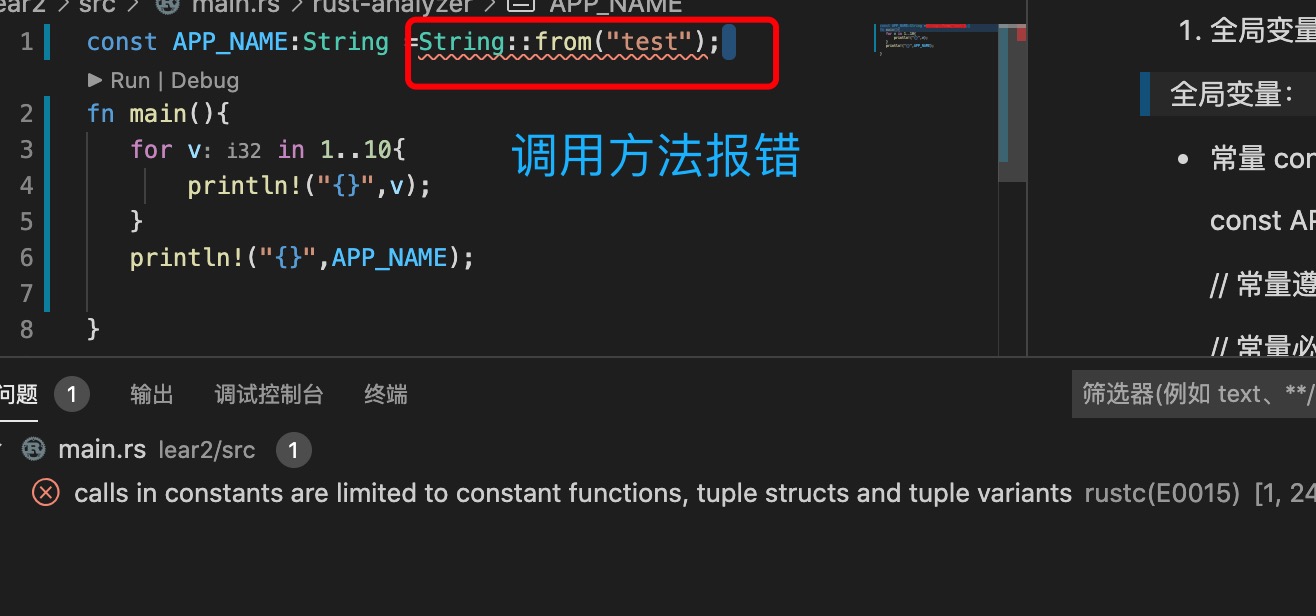 src > main.rs > rust-analyzer > APP_NAME
1 const APP_NAME:String =String::from("test");
Run | Debug
2 fn main(){
3 for v: i32 in 1..10{
4 println!("{}",v);
5 }
6 println!("{}",APP_NAME);
7
8 }
调用方法报错
1. 全局变量
全局变量：
• 常量 con
const AP
// 常量遵
// 常量必
问题 1 输出 调试控制台 终端
筛选器(例如 text、**/
main.rs lear2/src 1
calls in constants are limited to constant functions, tuple structs and tuple variants rustc(E0015) [1, 24